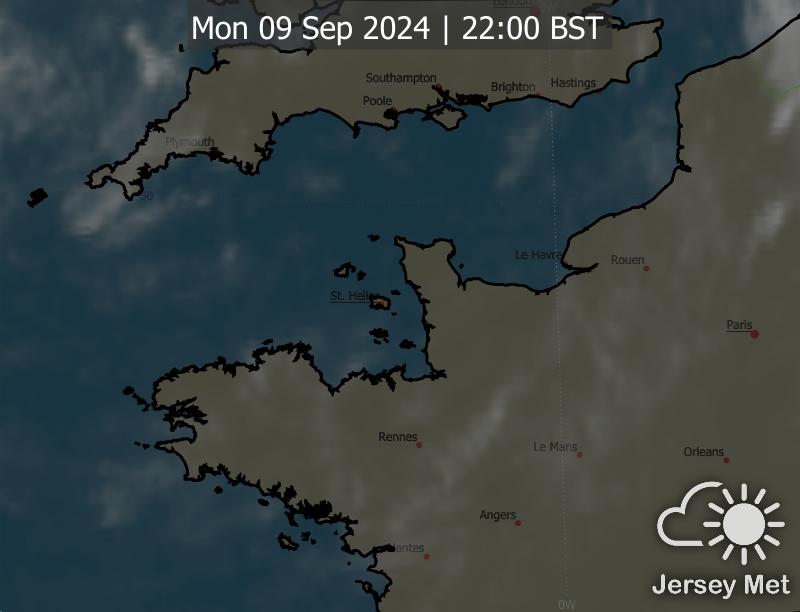 London
Mon 09 Sep 2024 | 22:00 BST
Southampton
Brighton
Hastings
Poole
Plymouth
50
Le Havre
Rouen
St. Helier
Paris
Rennes
Le Mans
Orleans
Angers
Nantes
0W
Jersey Met